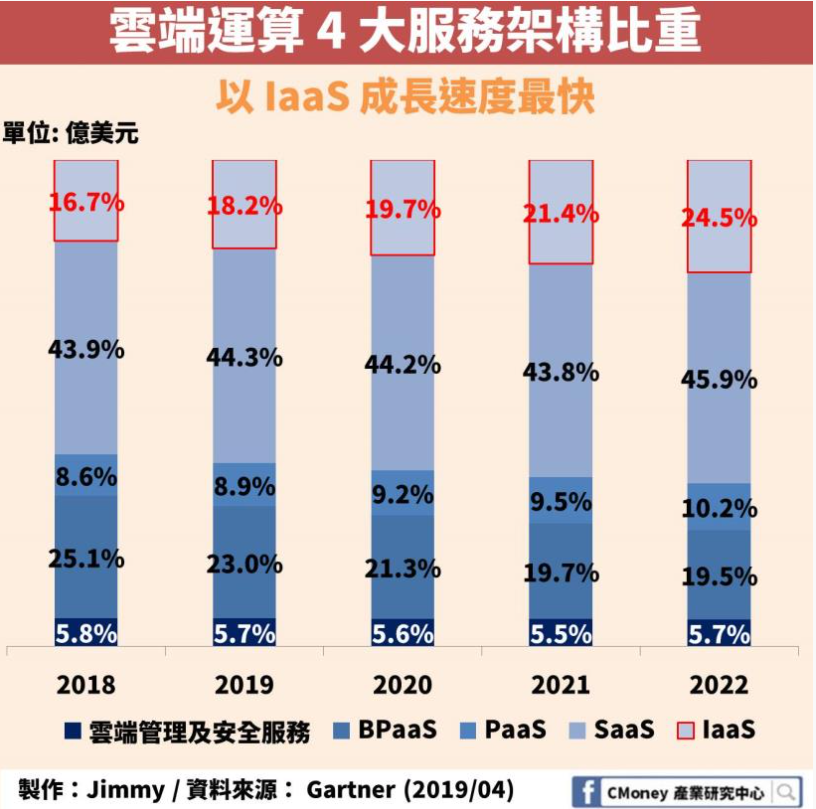 雲端運算 4 大服務架構比重
以 IaaS 成長速度最快
單位: 億美元
16.7% 18.2% 19.7% 21.4% 24.5%
43.9% 44.3% 44.2% 43.8% 45.9%
8.6% 8.9% 9.2% 9.5% 10.2%
25.1% 23.0% 21.3% 19.7% 19.5%
5.8% 5.7% 5.6% 5.5% 5.7%
2018 2019 2020 2021 2022
雲端管理及安全服務 BPaaS PaaS SaaS IaaS
製作：Jimmy / 資料來源： Gartner (2019/04)
f CMoney 產業研究中心